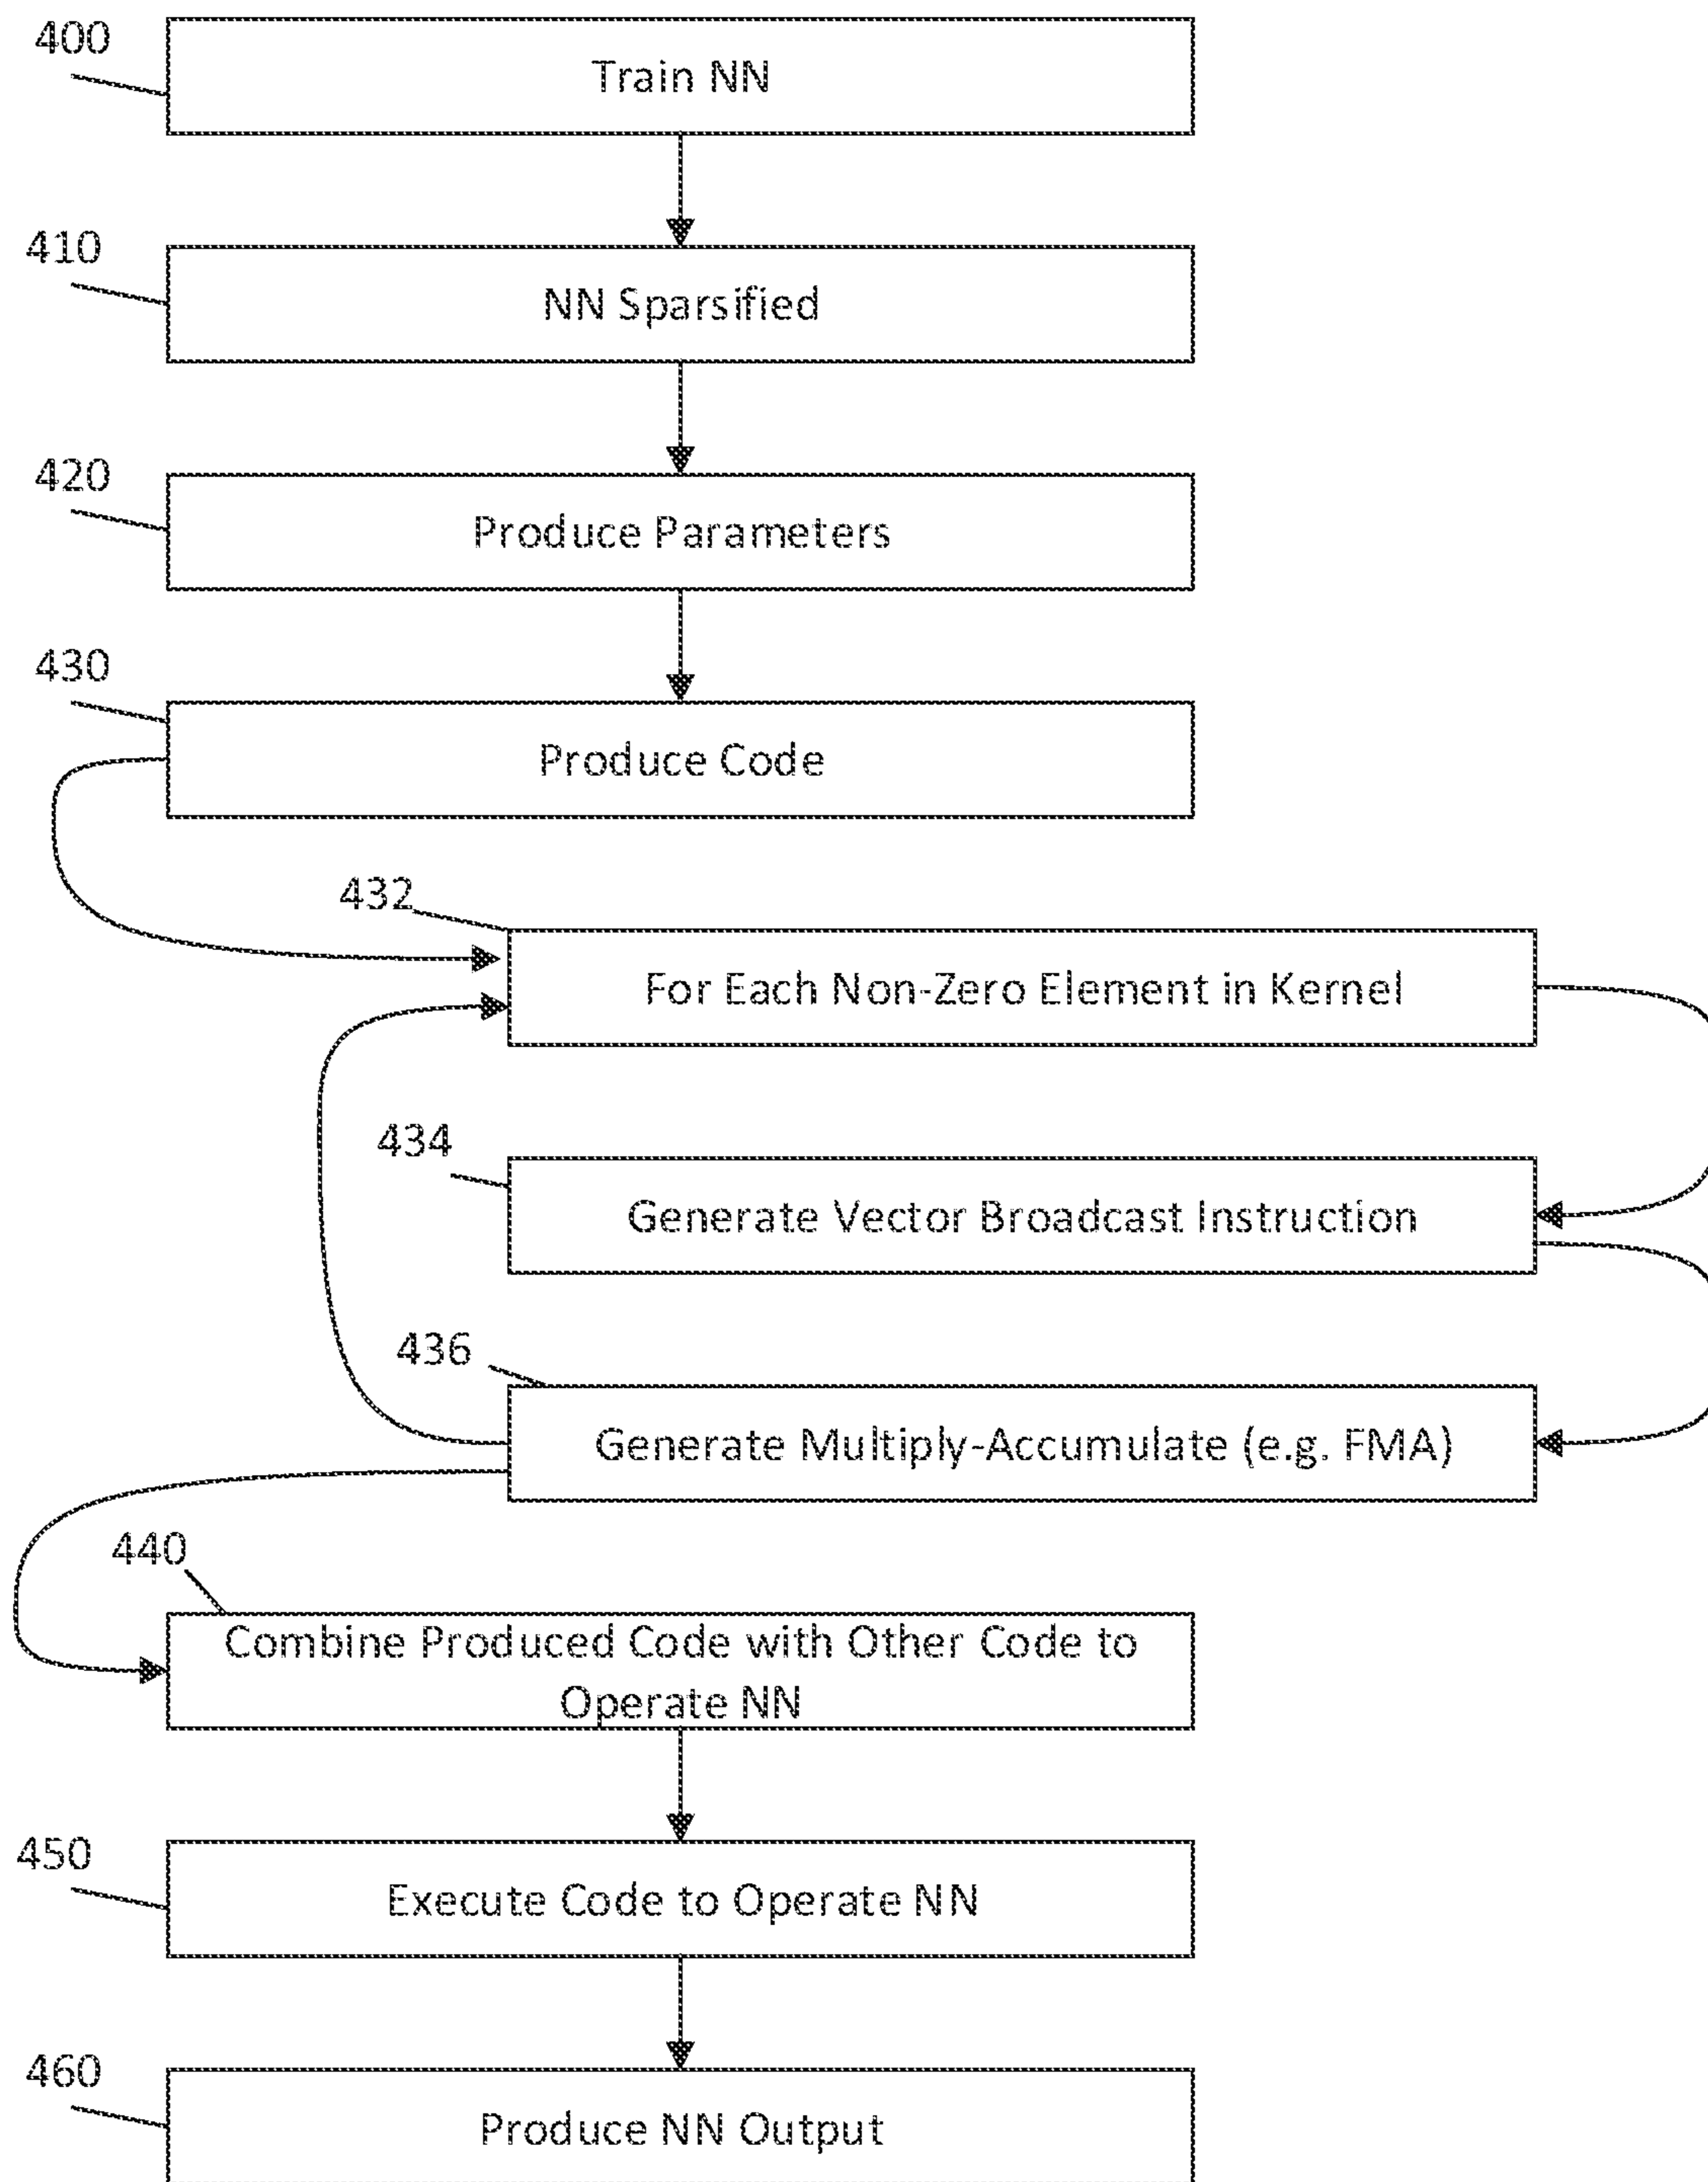 400
Train NN
410
NN Sparsified
420
Produce Parameters
430
Produce Code
432
For Each Non-Zero Element in Kernel
434
Generate Vector Broadcast Instruction
436
Generate Multiply-Accumulate (e.g. FMA)
440
Combine Produced Code with Other Code to
Operate NN
450
Execute Code to Operate NN
460
Produce NN Output